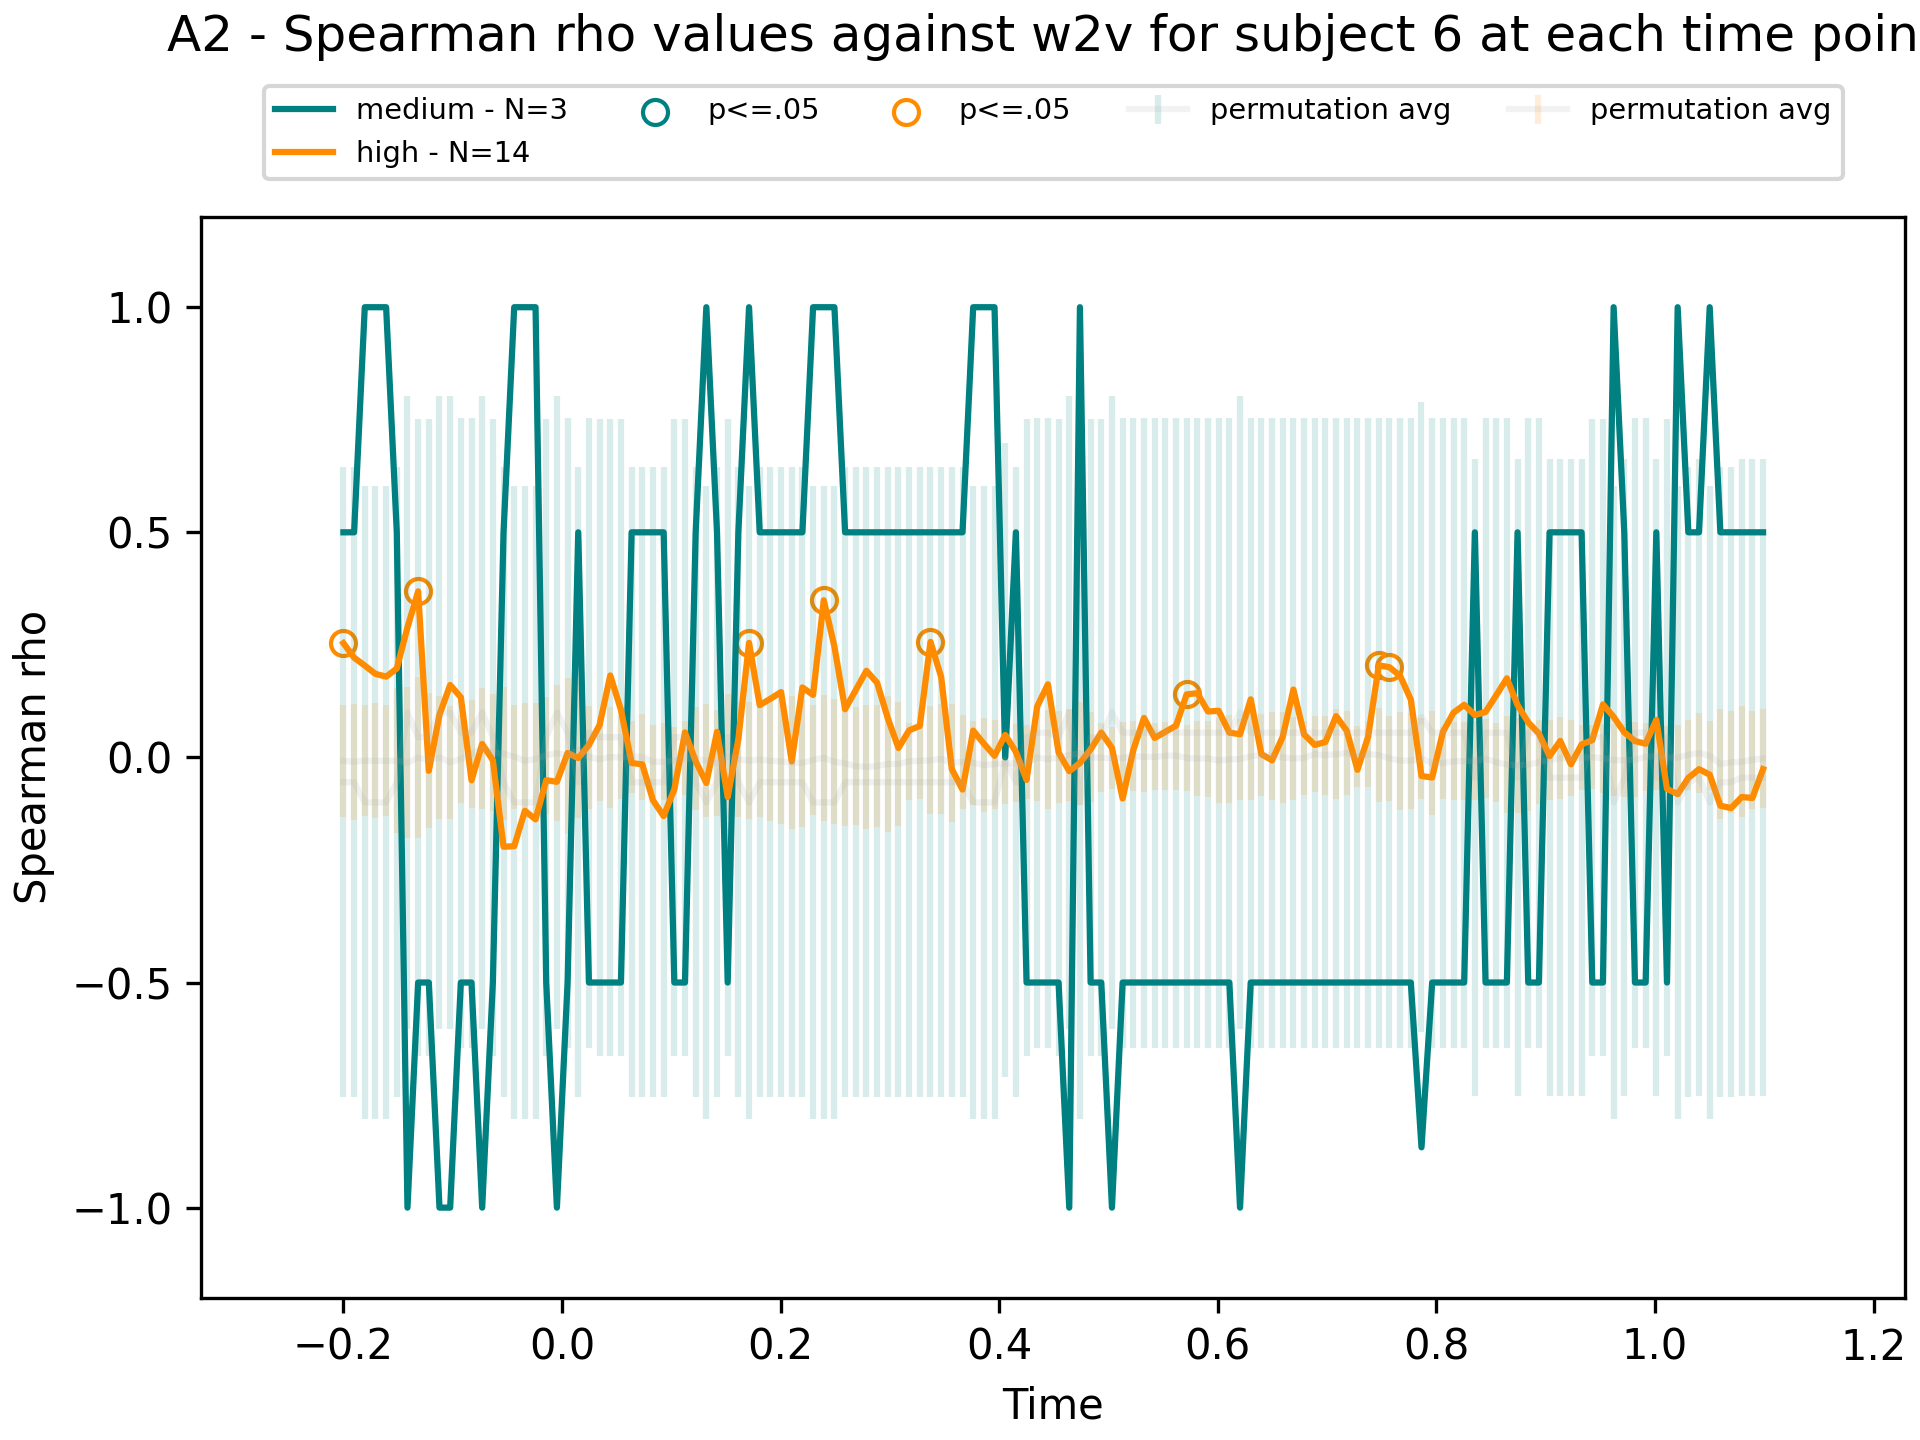 A2 - Spearman rho values against w2v for subject 6 at each time poin
medium - N=3
high - N=14
p<=.05
p<=.05
permutation avg
permutation avg
Spearman rho
1.0
0.5
0.0
−0.5
−1.0
−0.2 0.0 0.2 0.4 0.6 0.8 1.0 1.2
Time